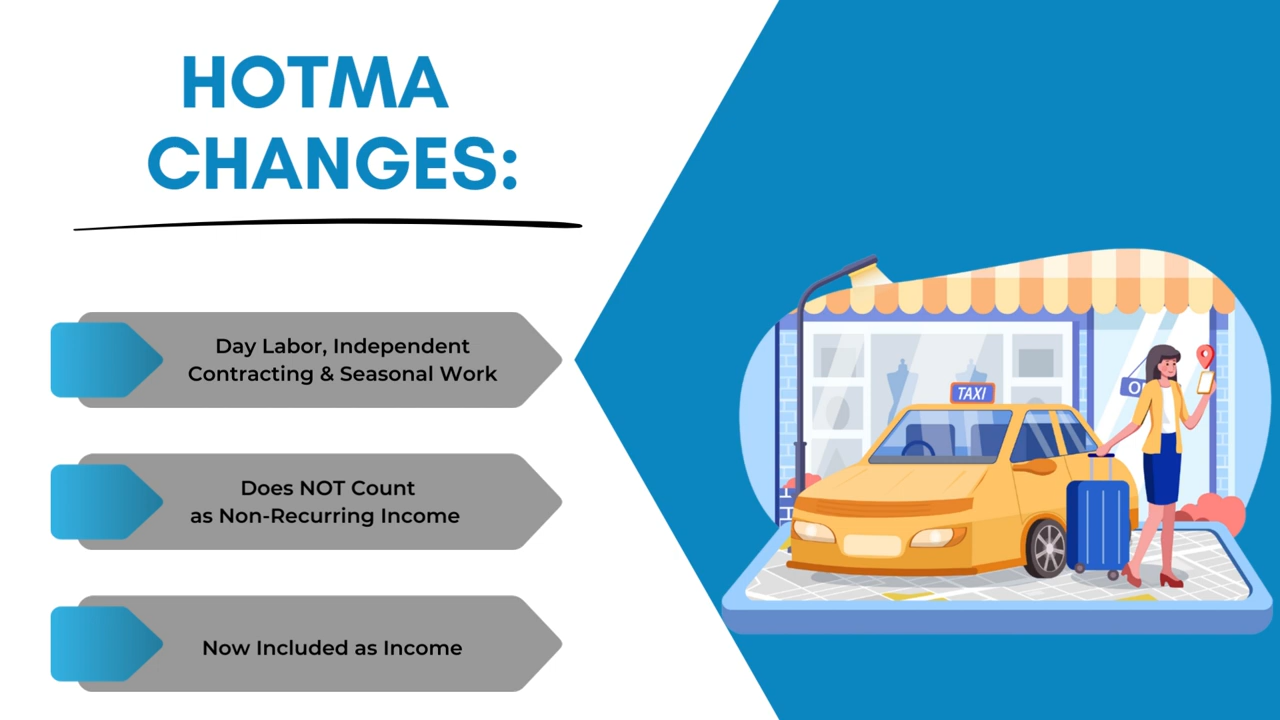 HOTMA
CHANGES:
Day Labor, Independent
Contracting & Seasonal Work
Does NOT Count
as Non-Recurring Income
Now Included as Income
TAXI